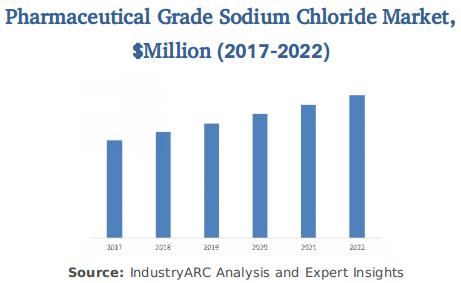 Pharmaceutical Grade Sodium Chloride Market,
$Million (2017-2022)
2017 2018 2019 2020 2021 2022
Source: IndustryARC Analysis and Expert Insights